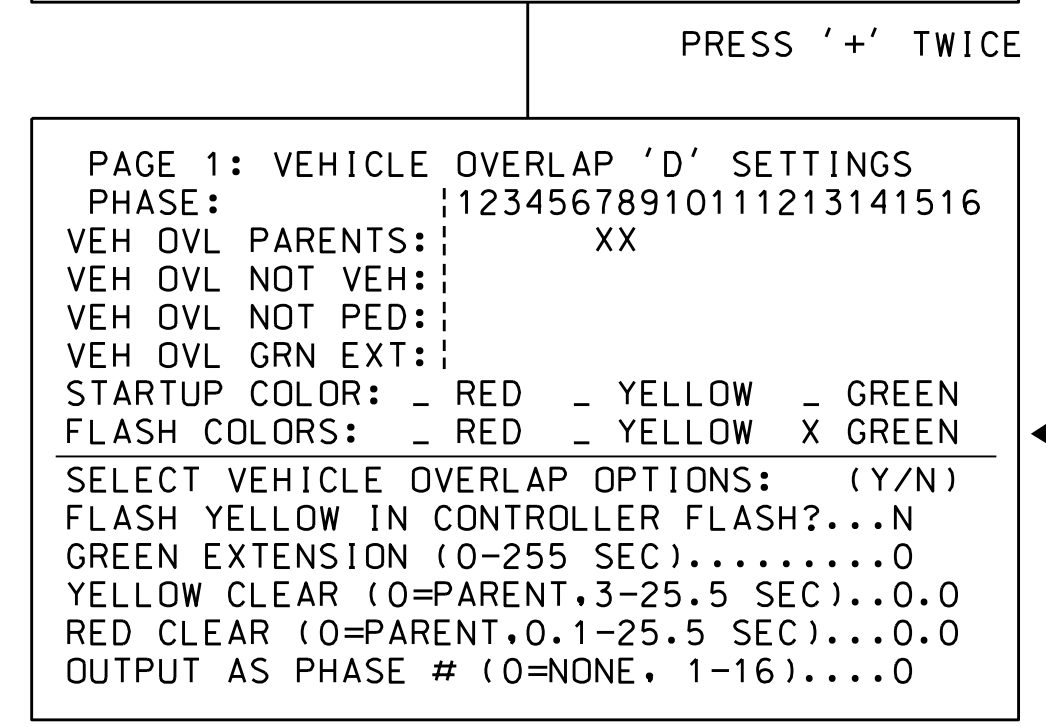 PRESS '+' TWICE
PAGE 1: VEHICLE OVERLAP 'D' SETTINGS
PHASE: ¦12345678910111213141516
VEH OVL PARENTS:¦ XX
VEH OVL NOT VEH:¦
VEH OVL NOT PED:¦
VEH OVL GRN EXT:¦
STARTUP COLOR: _ RED _ YELLOW _ GREEN
FLASH COLORS: _ RED _ YELLOW X GREEN
SELECT VEHICLE OVERLAP OPTIONS: (Y/N)
FLASH YELLOW IN CONTROLLER FLASH?...N
GREEN EXTENSION (0-255 SEC).........0
YELLOW CLEAR (0=PARENT,3-25.5 SEC)..0.0
RED CLEAR (0=PARENT,0.1-25.5 SEC)...0.0
OUTPUT AS PHASE # (0=NONE, 1-16)....0